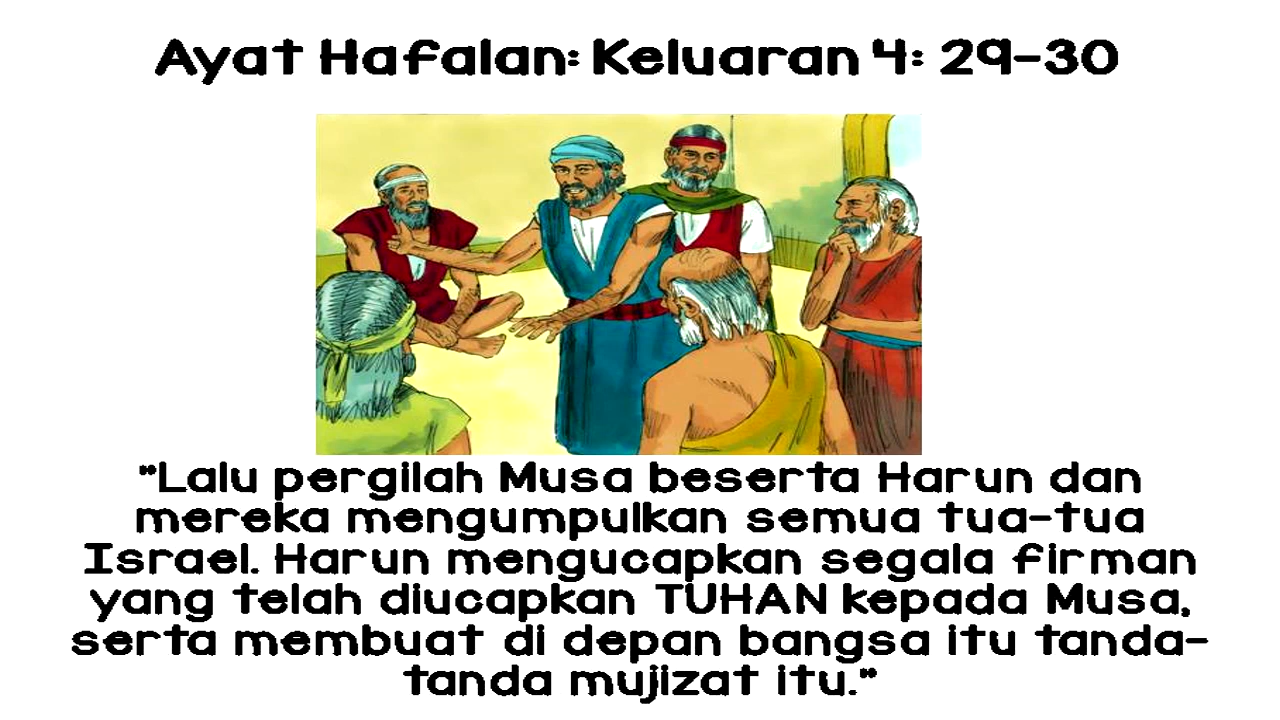 Ayat Hafalan: Keluaran 4: 29-30
"Lalu pergilah Musa beserta Harun dan
mereka mengumpulkan semua tua-tua
Israel. Harun mengucapkan segala firman
yang telah diucapkan TUHAN kepada Musa,
serta membuat di depan bangsa itu tanda-
tanda mujizat itu."